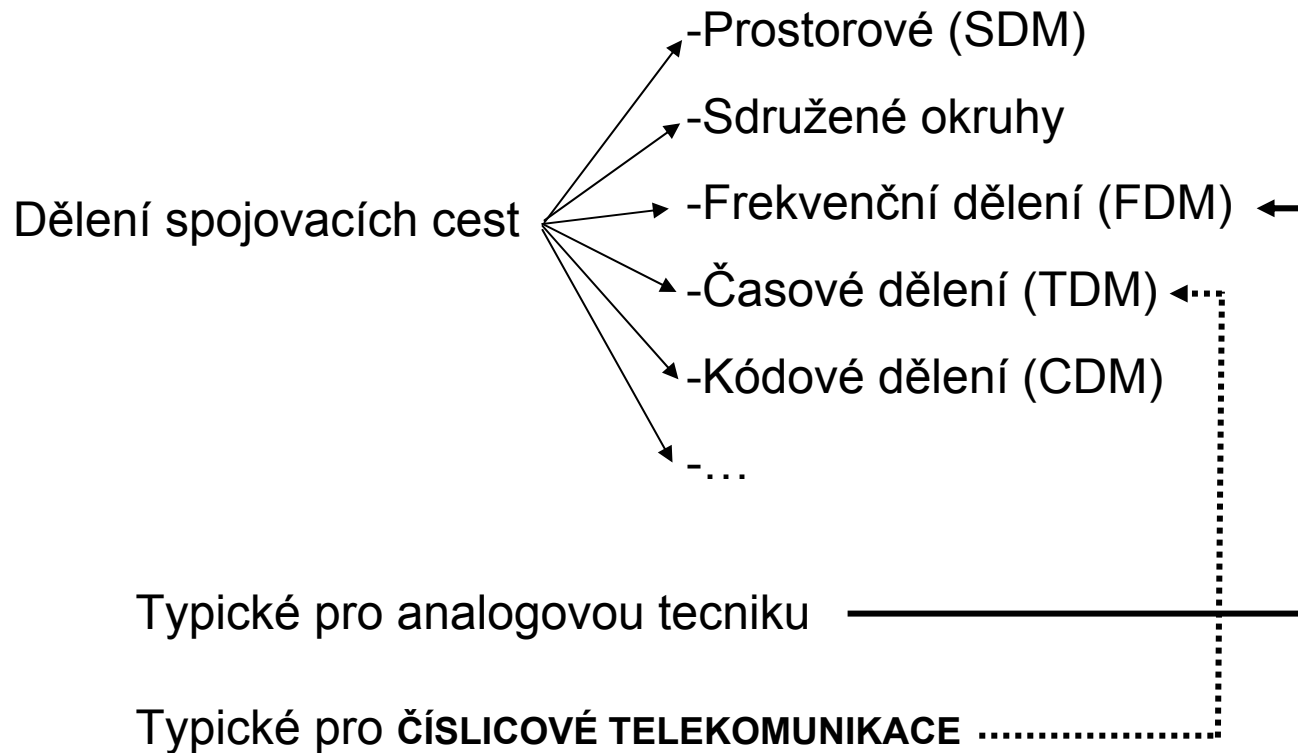 -Prostorové (SDM)
-Sdružené okruhy
Dělení spojovacích cest
-Frekvenční dělení (FDM)
-Časové dělení (TDM)
-Kódové dělení (CDM)
-…
Typické pro analogovou tecniku
Typické pro ČÍSLICOVÉ TELEKOMUNIKACE